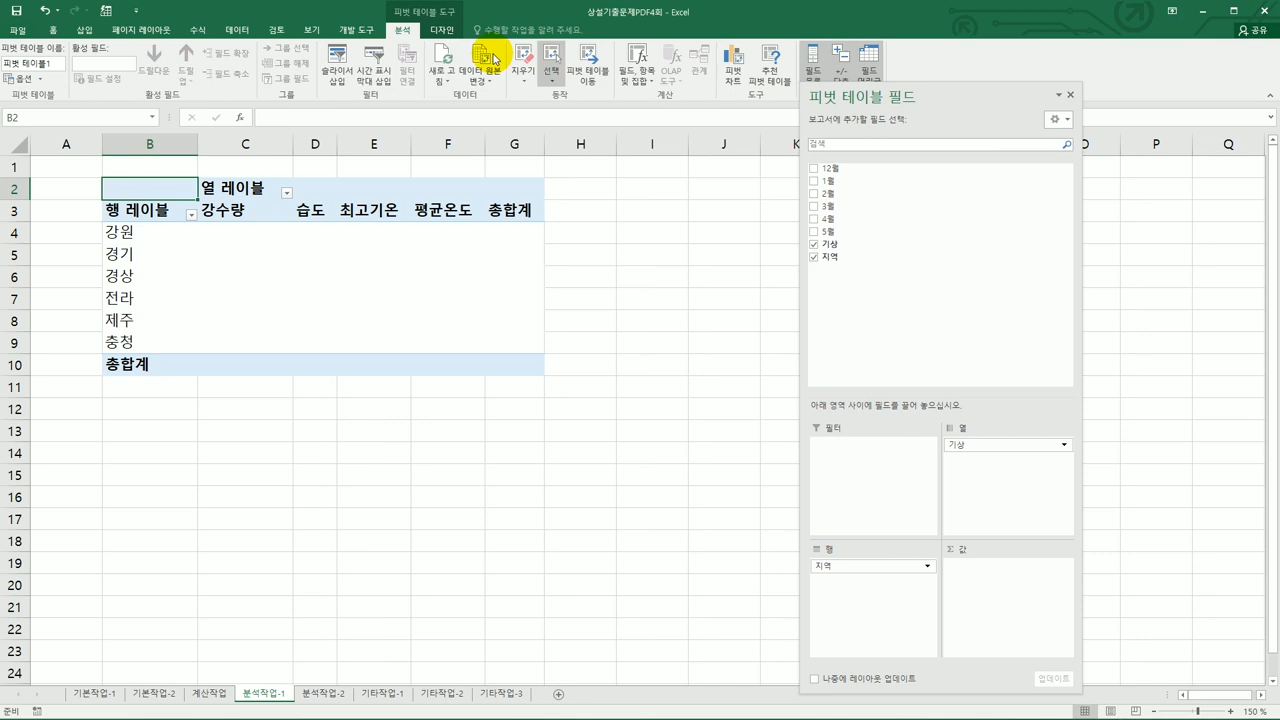 피벗 테이블 도구
상설기출문제PDF4회 - Excel
파일 홈 삽입 페이지 레이아웃 수식 데이터 검토 보기 개발 도구 분석 디자인 수행할 작업을 알려 주세요. 공유
피벗 테이블 이름: 활성 필드:
피벗 테이블1
옵션 필드 설정
드릴다운 드릴업
필드 확장
필드 축소
그룹 선택
그룹 해제
그룹 필드
슬라이서 삽입
시간 표시 막대 삽입
필터 연결
새로 고침
데이터 원본 변경
지우기
선택
피벗 테이블 이동
필드, 항목 및 집합
OLAP 도구
관계
피벗 차트
추천 피벗 테이블
필드
+/-
필드
피벗 테이블 활성 필드 그룹 필터 데이터 동작 계산 도구
B2 fx
A B C D E F G H I J K O P Q
1
2 열 레이블
3 행 레이블 강수량 습도 최고기온 평균온도 총합계
4 강원
5 경기
6 경상
7 전라
8 제주
9 충청
10 총합계
11
12
13
14
15
16
17
18
19
20
21
22
23
24
피벗 테이블 필드
보고서에 추가할 필드 선택:
검색
12월
1월
2월
3월
4월
5월
기상
지역
아래 영역 사이에 필드를 끌어 놓으십시오.
필터 열
기상
행 Σ 값
지역
나중에 레이아웃 업데이트 업데이트
기본작업-1 기본작업-2 계산작업 분석작업-1 분석작업-2 기타작업-1 기타작업-2 기타작업-3
준비 150 %